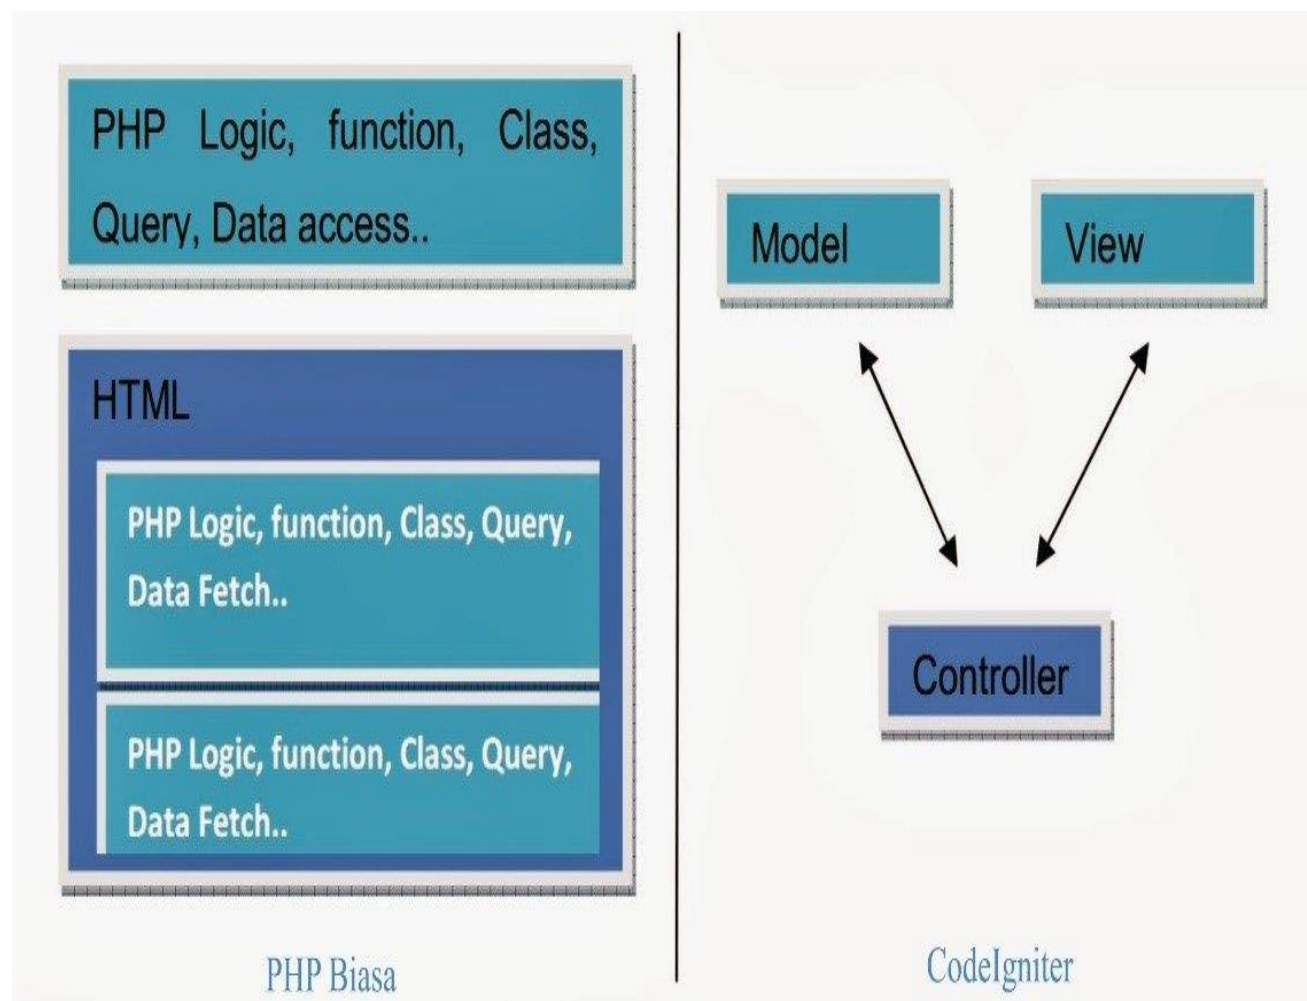 PHP Logic, function, Class,
Query, Data access..
HTML
PHP Logic, function, Class, Query,
Data Fetch..
PHP Logic, function, Class, Query,
Data Fetch..
PHP Biasa
Model
View
Controller
CodeIgniter